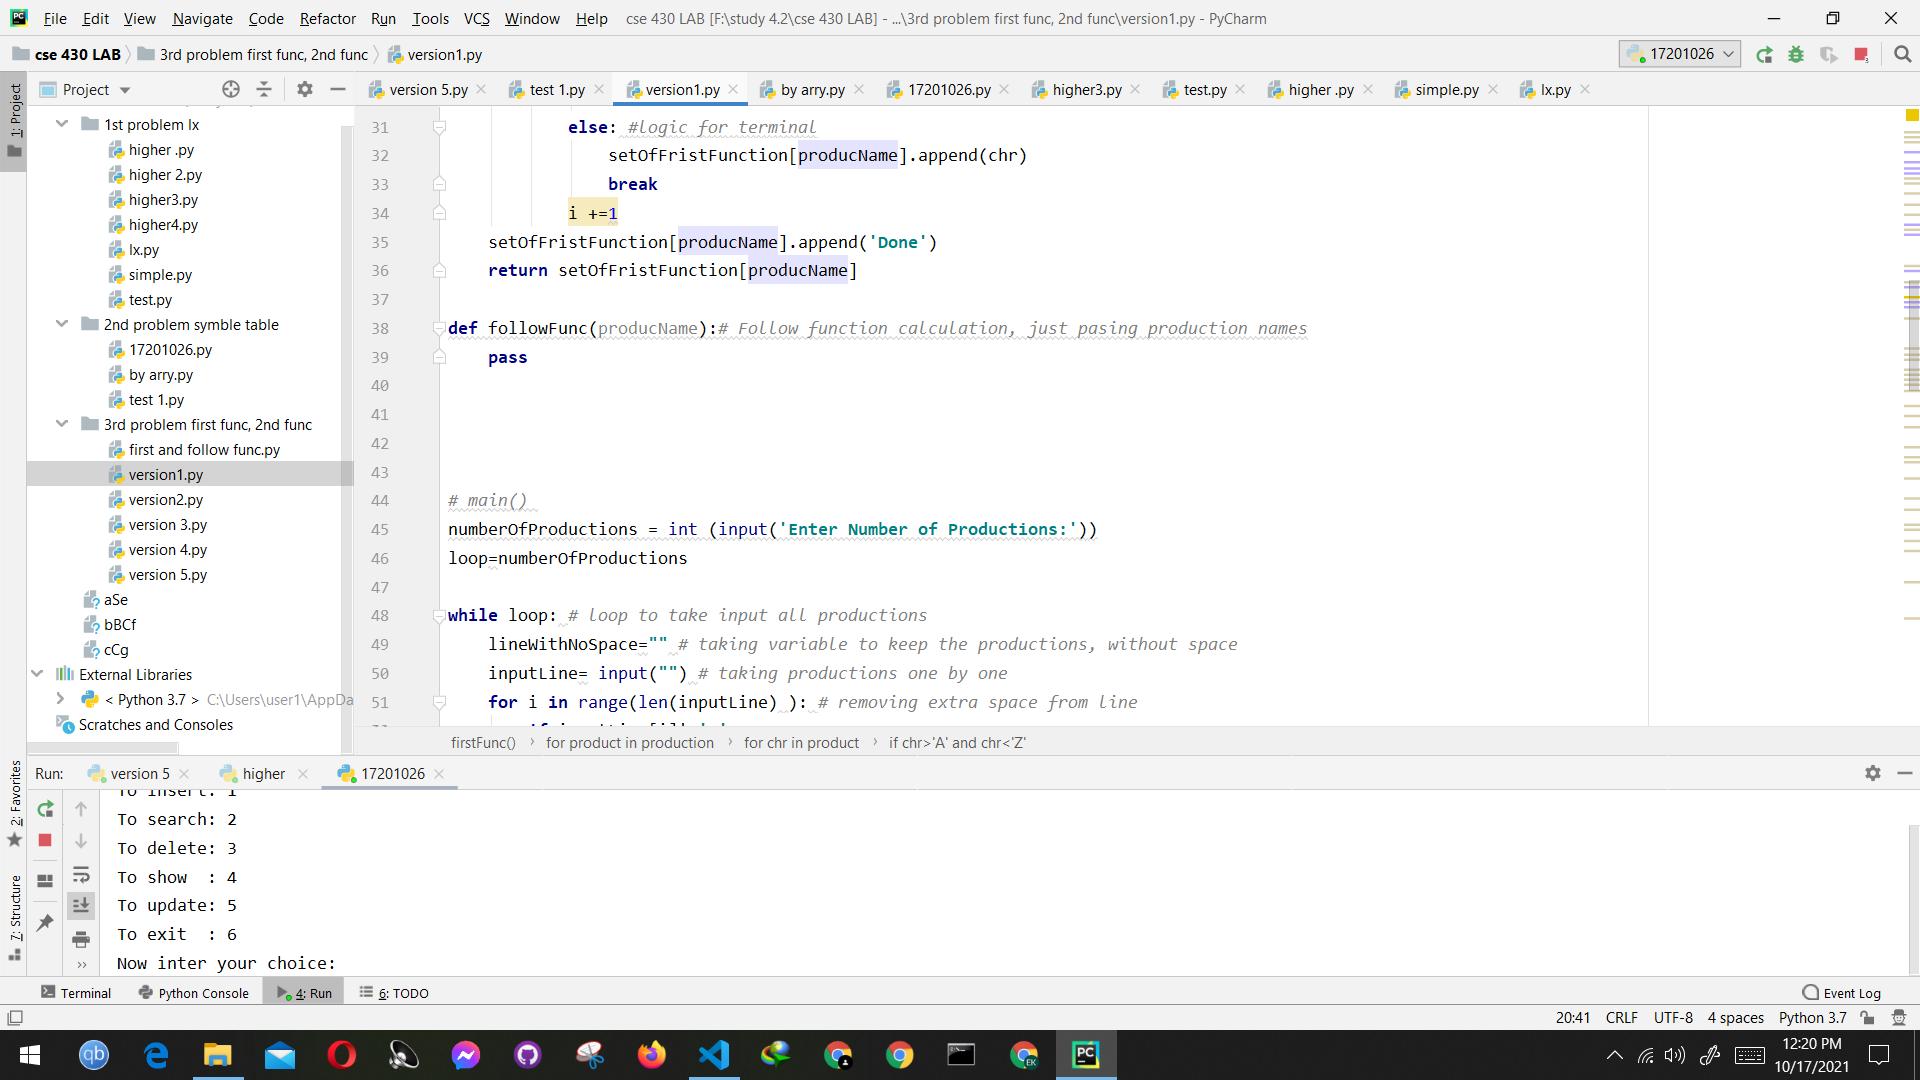 File Edit View Navigate Code Refactor Run Tools VCS Window Help cse 430 LAB [F:\study 4.2\cse 430 LAB] - ...\3rd problem first func, 2nd func\version1.py - PyCharm
cse 430 LAB 3rd problem first func, 2nd func version1.py 17201026
Project version 5.py test 1.py version1.py by arry.py 17201026.py higher3.py test.py higher .py simple.py lx.py
1: Project
1st problem lx
higher .py
higher 2.py
higher3.py
higher4.py
lx.py
simple.py
test.py
2nd problem symble table
17201026.py
by arry.py
test 1.py
3rd problem first func, 2nd func
first and follow func.py
version1.py
version2.py
version 3.py
version 4.py
version 5.py
aSe
bBCf
cCg
External Libraries
< Python 3.7 > C:\Users\user1\AppDa
Scratches and Consoles
31 else: #logic for terminal
32 setOfFristFunction[producName].append(chr)
33 break
34 i +=1
35 setOfFristFunction[producName].append('Done')
36 return setOfFristFunction[producName]
37
38 def followFunc(producName):# Follow function calculation, just pasing production names
39 pass
40
41
42
43
44 # main()
45 numberOfProductions = int (input('Enter Number of Productions:'))
46 loop=numberOfProductions
47
48 while loop: # loop to take input all productions
49 lineWithNoSpace="" # taking variable to keep the productions, without space
50 inputLine= input("") # taking productions one by one
51 for i in range(len(inputLine) ): # removing extra space from line
firstFunc() for product in production for chr in product if chr>'A' and chr<'Z'
2: Favorites
7: Structure
Run: version 5 higher 17201026
To insert: 1
To search: 2
To delete: 3
To show : 4
To update: 5
To exit : 6
Now inter your choice:
Terminal Python Console 4: Run 6: TODO Event Log
20:41 CRLF UTF-8 4 spaces Python 3.7
12:20 PM
10/17/2021